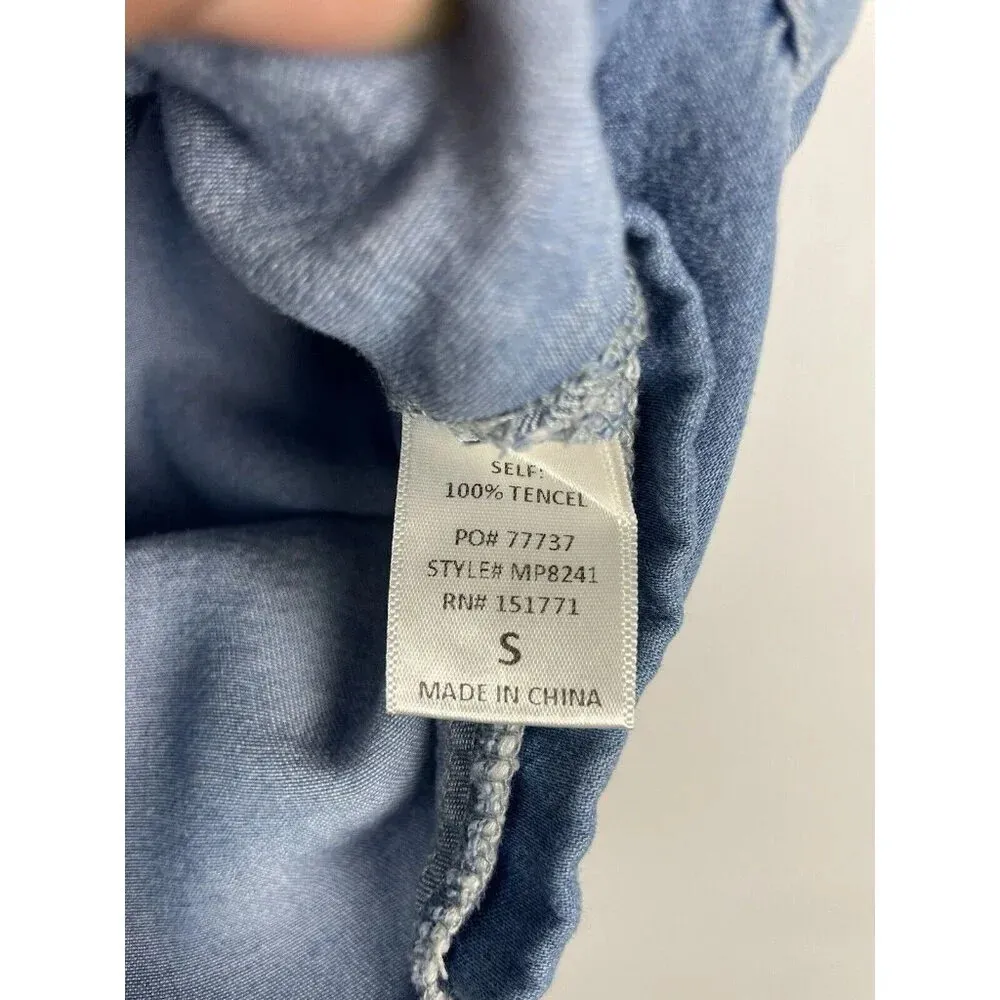 SELF:
100% TENCEL
PO# 77737
STYLE# MP8241
RN# 151771
S
MADE IN CHINA